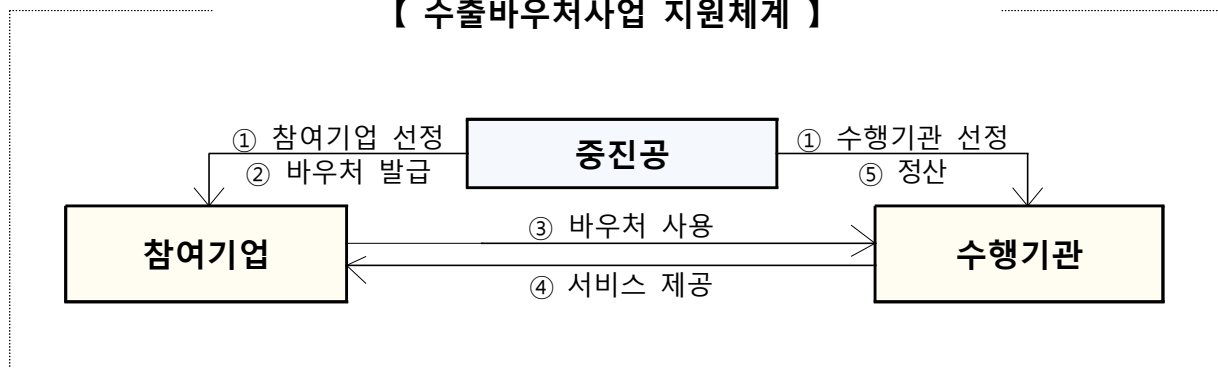 【 수출바우처사업 지원체계 】
① 참여기업 선정
② 바우처 발급
중진공
① 수행기관 선정
⑤ 정산
참여기업
③ 바우처 사용
④ 서비스 제공
수행기관